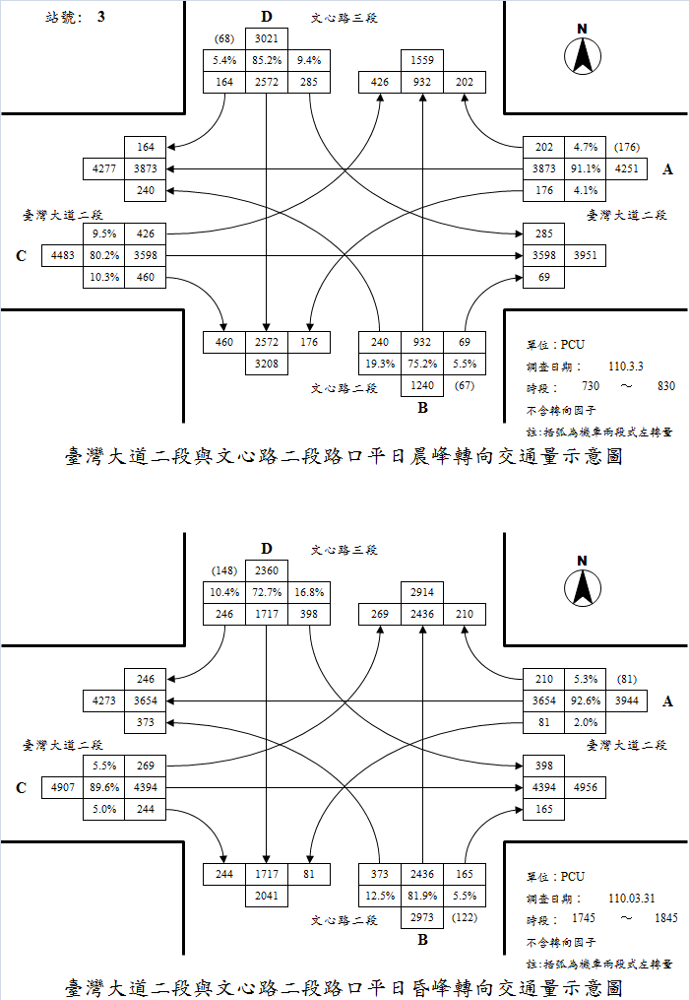 站號: 3
D 文心路三段
N
(68) 3021
5.4% 85.2% 9.4%
164 2572 285
1559
426 932 202
164
4277 3873
240
202 4.7% (176)
3873 91.1% 4251
176 4.1%
A
臺灣大道二段
臺灣大道二段
9.5% 426
C 4483 80.2% 3598
10.3% 460
285
3598 3951
69
460 2572 176
3208
240 932 69
19.3% 75.2% 5.5%
1240 (67)
文心路二段
B
單位:PCU
調查日期: 110.3.3
時段: 730 ~ 830
不含轉向因子
註:括弧為機車兩段式左轉量
臺灣大道二段與文心路二段路口平日晨峰轉向交通量示意圖
D 文心路三段
N
(148) 2360
10.4% 72.7% 16.8%
246 1717 398
2914
269 2436 210
246
4273 3654
373
210 5.3% (81)
3654 92.6% 3944
81 2.0%
A
臺灣大道二段
臺灣大道二段
5.5% 269
C 4907 89.6% 4394
5.0% 244
398
4394 4956
165
244 1717 81
2041
373 2436 165
12.5% 81.9% 5.5%
2973 (122)
文心路二段
B
單位:PCU
調查日期: 110.03.31
時段: 1745 ~ 1845
不含轉向因子
註:括弧為機車兩段式左轉量
臺灣大道二段與文心路二段路口平日昏峰轉向交通量示意圖